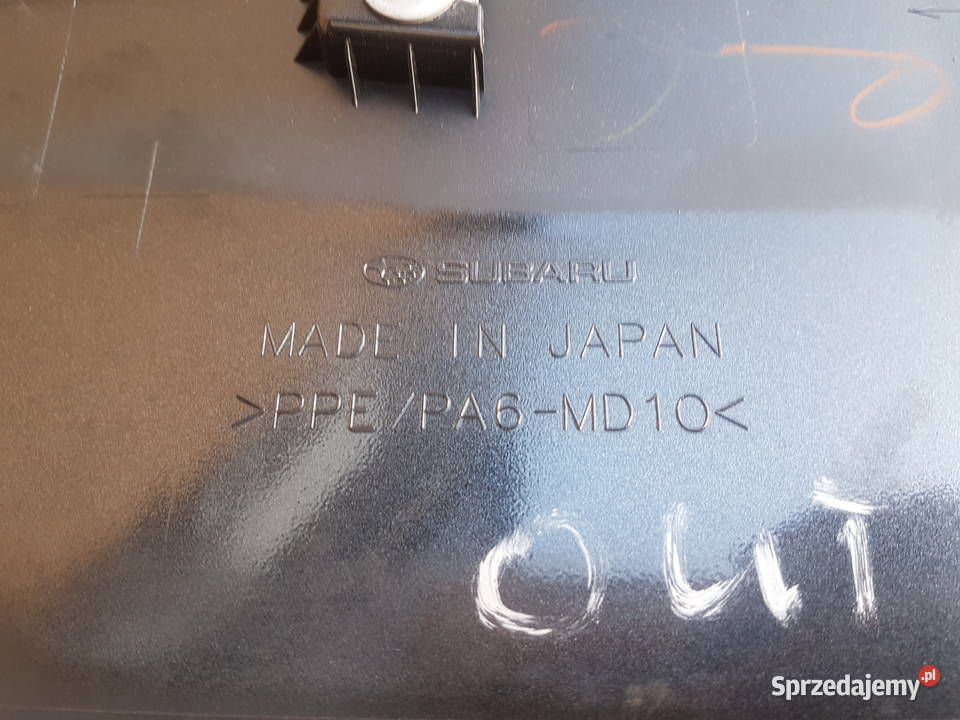 SUBARU
MADE IN JAPAN
>PPE/PA6-MD10<
OUT
Sprzedajemy.pl